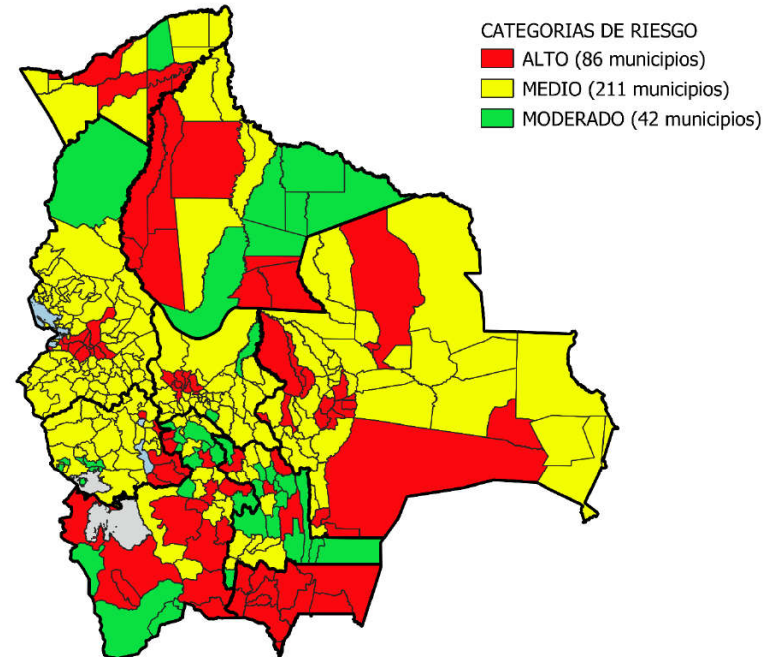 CATEGORIAS DE RIESGO
ALTO (86 municipios)
MEDIO (211 municipios)
MODERADO (42 municipios)